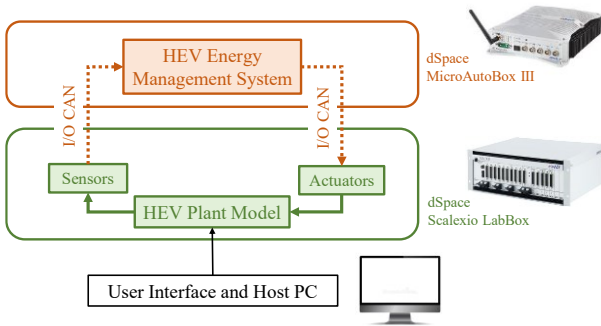 HEV Energy
Management System
dSpace
MicroAutoBox III
I/O CAN
I/O CAN
Sensors
Actuators
HEV Plant Model
dSpace
Scalexio LabBox
User Interface and Host PC